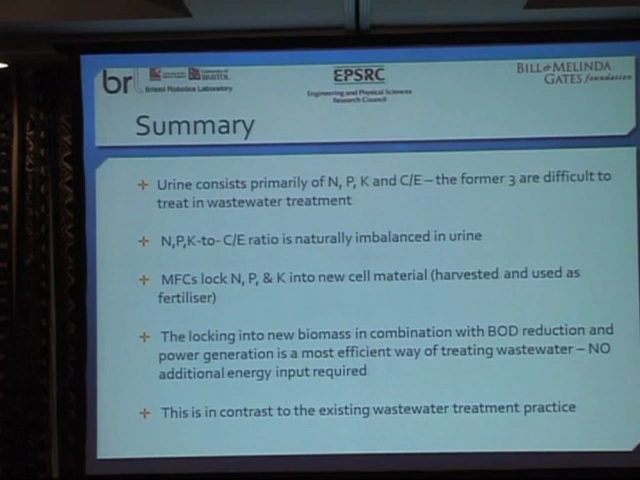 brl
University of BRISTOL
Bristol Robotics Laboratory
EPSRC
Engineering and Physical Sciences
Research Council
BILL & MELINDA
GATES foundation
Summary
Urine consists primarily of N, P, K and C/E – the former 3 are difficult to
treat in wastewater treatment
N,P,K-to- C/E ratio is naturally imbalanced in urine
MFCs lock N, P, & K into new cell material (harvested and used as
fertiliser)
The locking into new biomass in combination with BOD reduction and
power generation is a most efficient way of treating wastewater – NO
additional energy input required
This is in contrast to the existing wastewater treatment practice